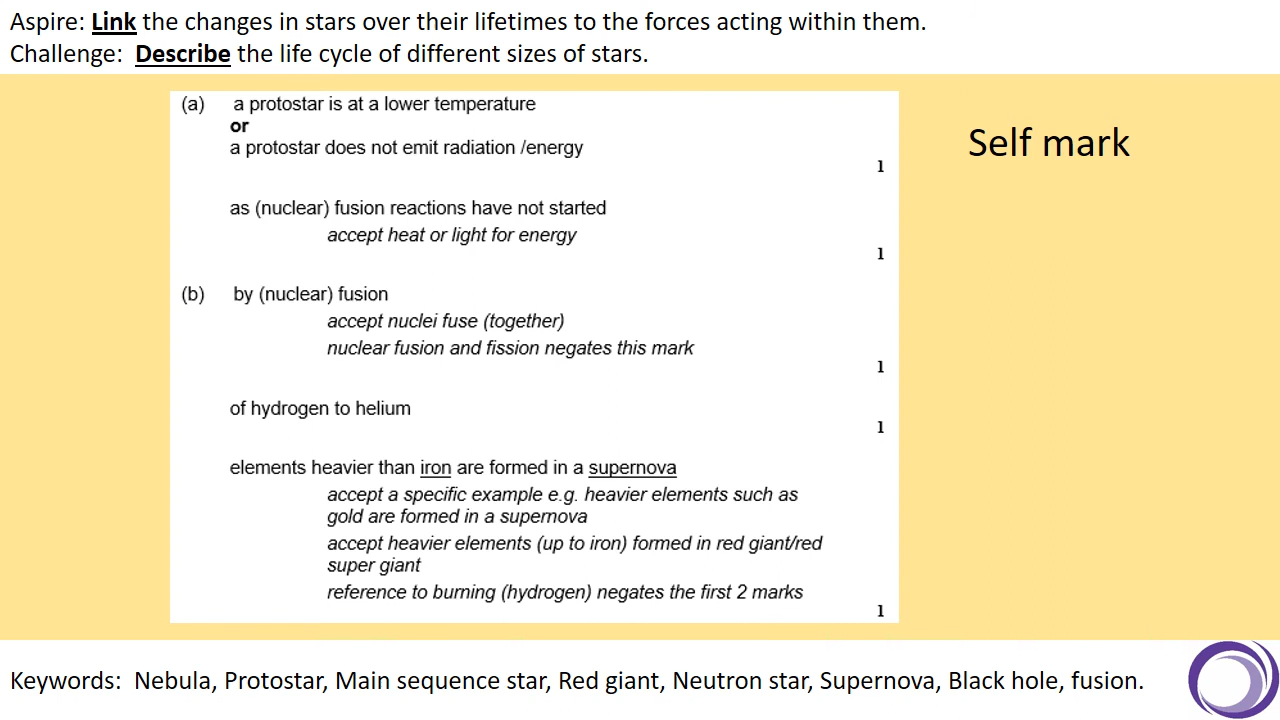 Aspire: Link the changes in stars over their lifetimes to the forces acting within them.
Challenge: Describe the life cycle of different sizes of stars.
Self mark
(a) a protostar is at a lower temperature
or
a protostar does not emit radiation /energy
1
as (nuclear) fusion reactions have not started
accept heat or light for energy
1
(b) by (nuclear) fusion
accept nuclei fuse (together)
nuclear fusion and fission negates this mark
1
of hydrogen to helium
1
elements heavier than iron are formed in a supernova
accept a specific example e.g. heavier elements such as
gold are formed in a supernova
accept heavier elements (up to iron) formed in red giant/red
super giant
reference to burning (hydrogen) negates the first 2 marks
1
Keywords: Nebula, Protostar, Main sequence star, Red giant, Neutron star, Supernova, Black hole, fusion.